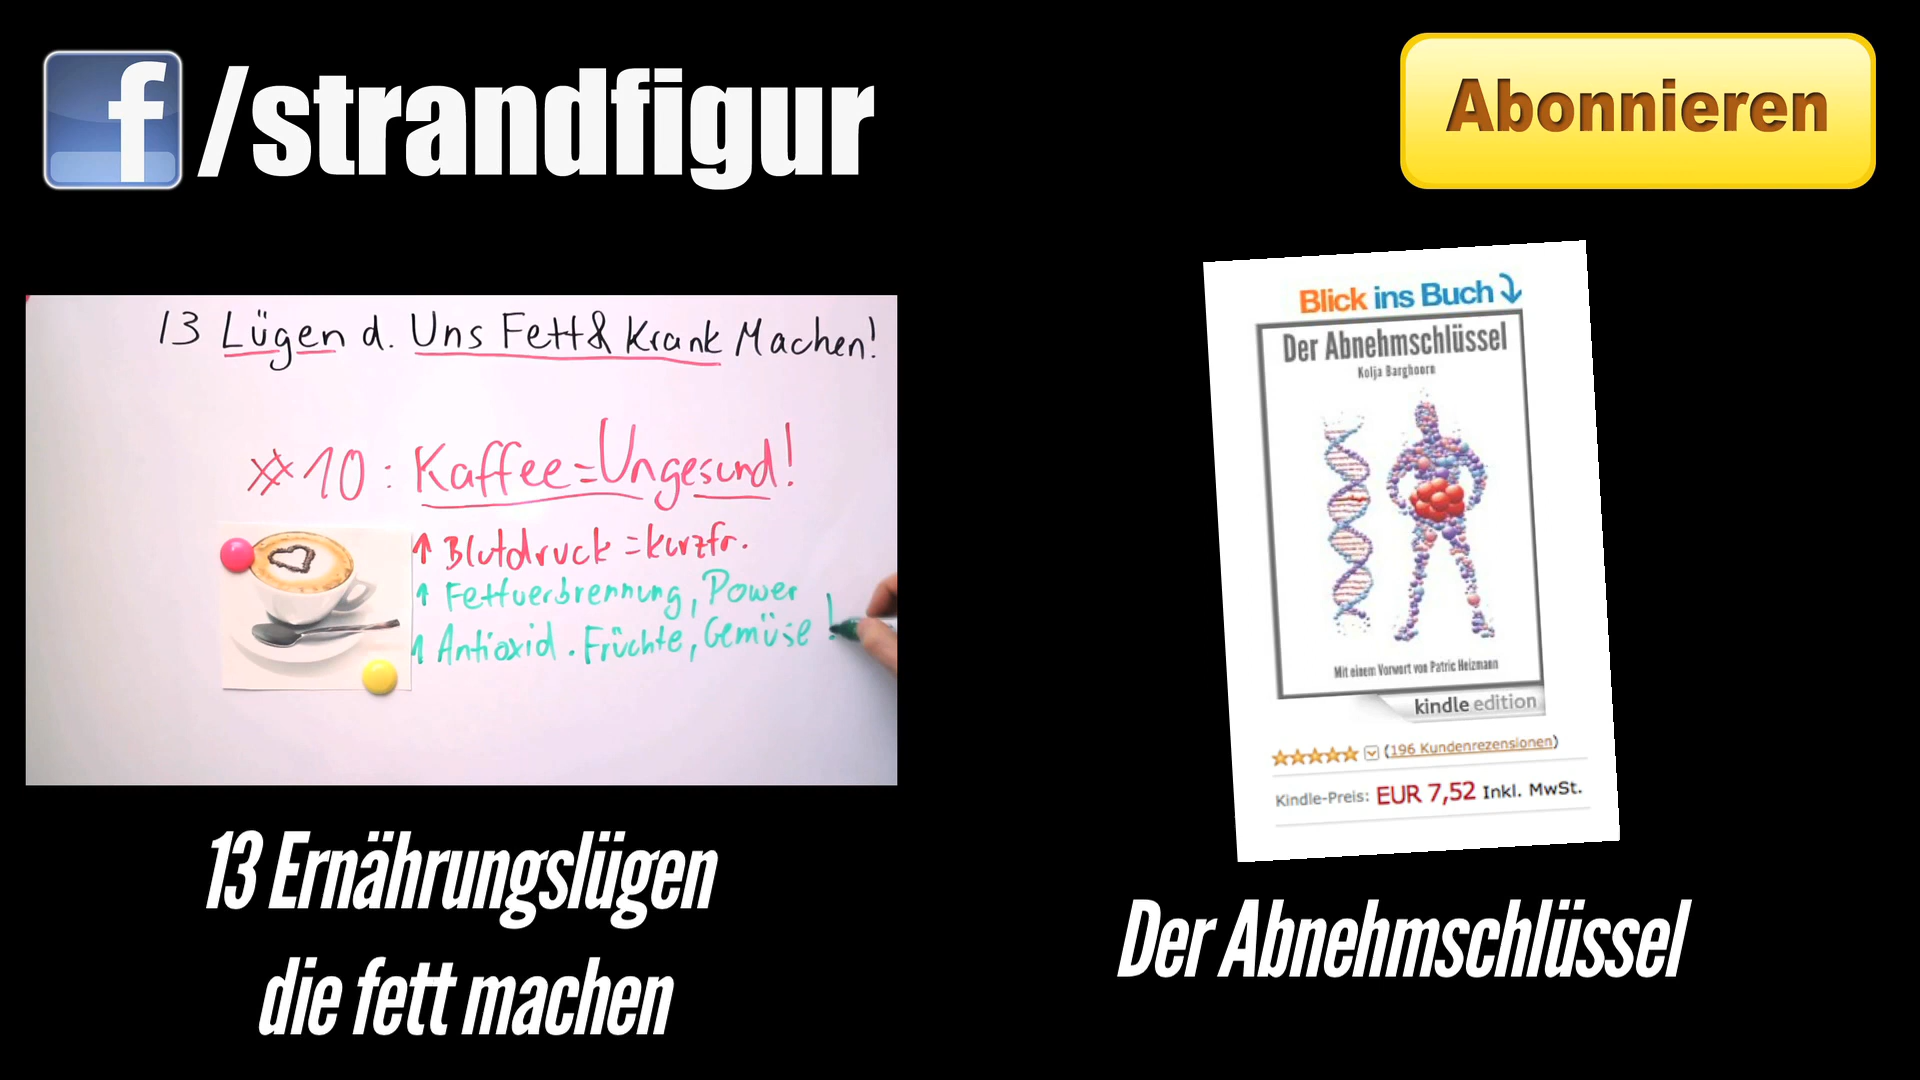 f/strandfigur
Abonnieren
13 Lügen d. Uns Fett & Krank Machen!
#10: Kaffee=Ungesund!
↑ Blutdruck = kurzfr.
↑ Fettverbrennung, Power
↑ Antioxid. Früchte, Gemüse!
13 Ernährungslügen
die fett machen
Blick ins Buch
Der Abnehmschlüssel
Kolja Barghoorn
Mit einem Vorwort von Patric Heizmann
kindle edition
(196 Kundenrezensionen)
Kindle-Preis: EUR 7,52 Inkl. MwSt.
Der Abnehmschlüssel